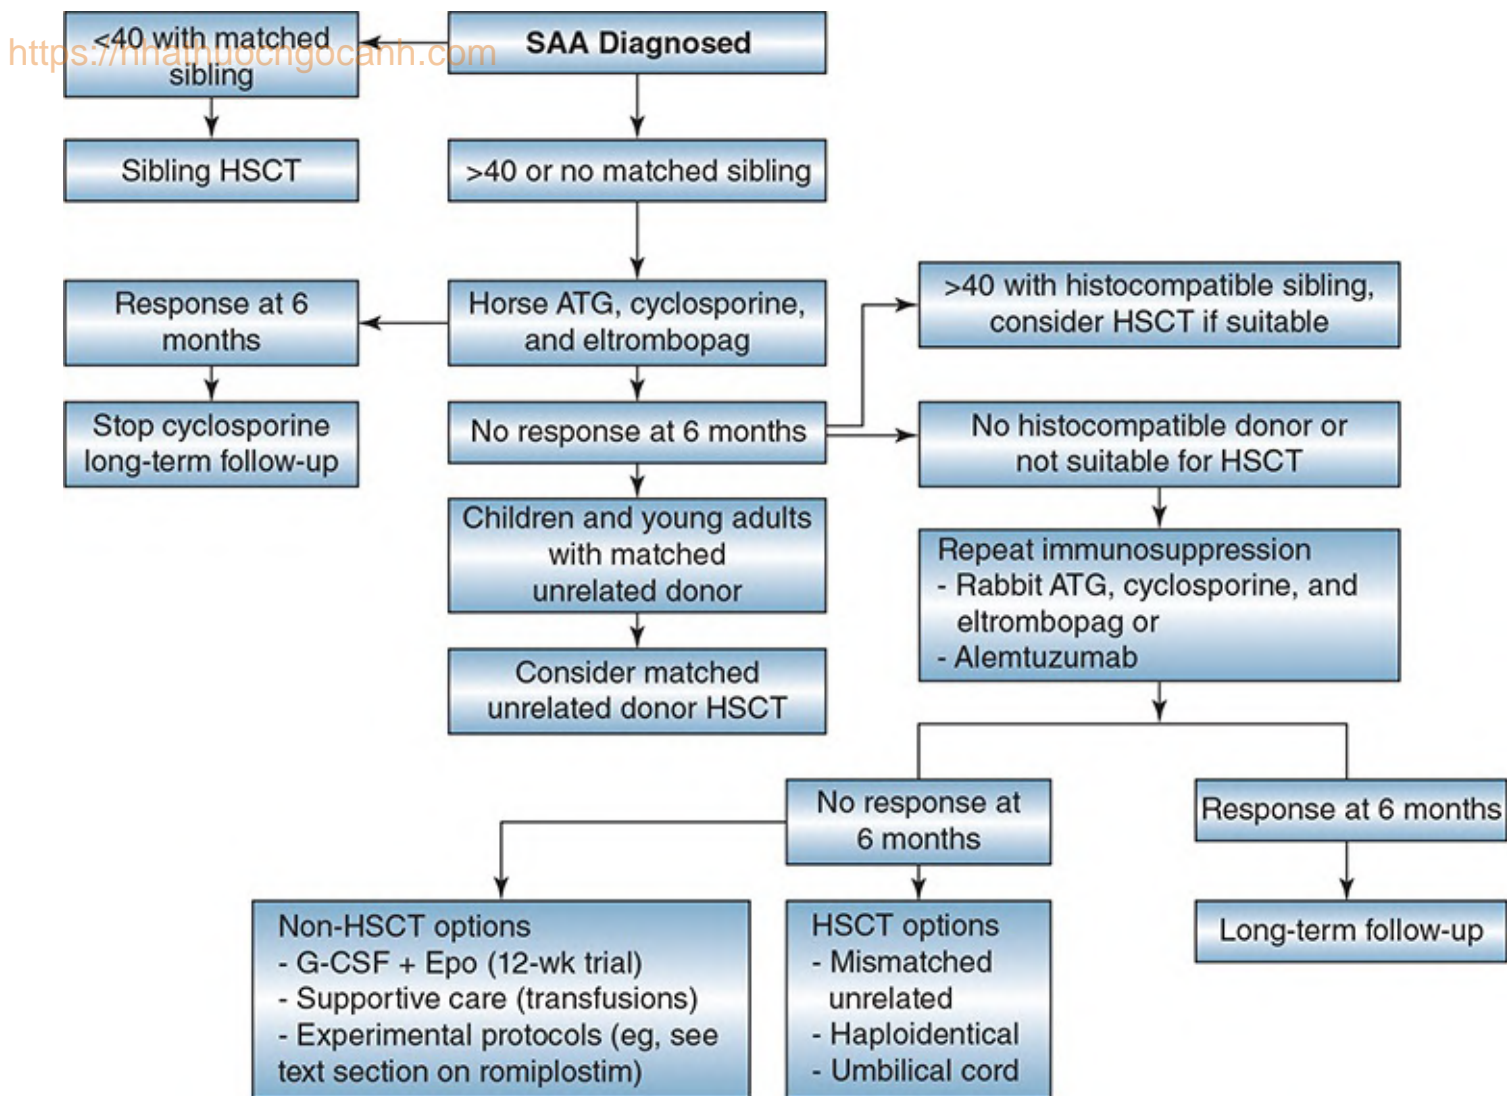 <40 with matched
sibling
https://nhathuocngocanh.com
SAA Diagnosed
Sibling HSCT
>40 or no matched sibling
Response at 6
months
Horse ATG, cyclosporine,
and eltrombopag
>40 with histocompatible sibling,
consider HSCT if suitable
Stop cyclosporine
long-term follow-up
No response at 6 months
No histocompatible donor or
not suitable for HSCT
Children and young adults
with matched
unrelated donor
Repeat immunosuppression
- Rabbit ATG, cyclosporine, and
eltrombopag or
- Alemtuzumab
Consider matched
unrelated donor HSCT
No response at
6 months
Response at 6 months
Non-HSCT options
- G-CSF + Epo (12-wk trial)
- Supportive care (transfusions)
- Experimental protocols (eg, see
text section on romiplostim)
HSCT options
- Mismatched
unrelated
- Haploidentical
- Umbilical cord
Long-term follow-up